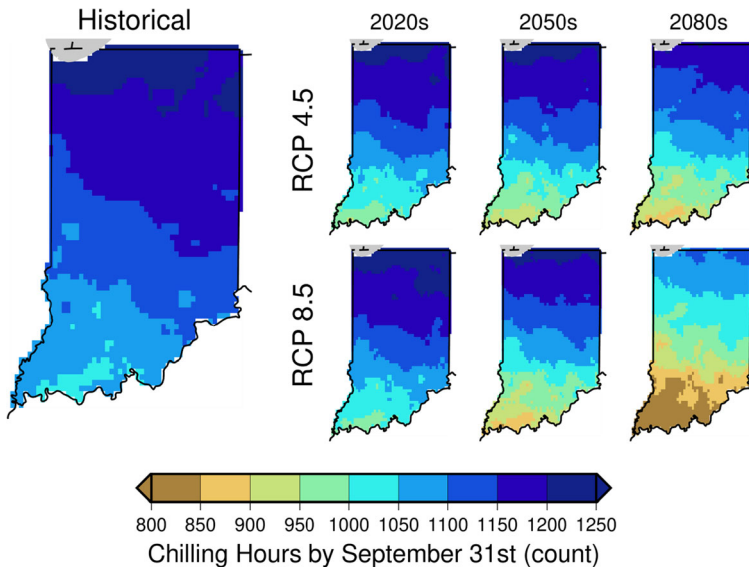 Historical
2020s 2050s 2080s
RCP 4.5
RCP 8.5
800 850 900 950 1000 1050 1100 1150 1200 1250
Chilling Hours by September 31st (count)